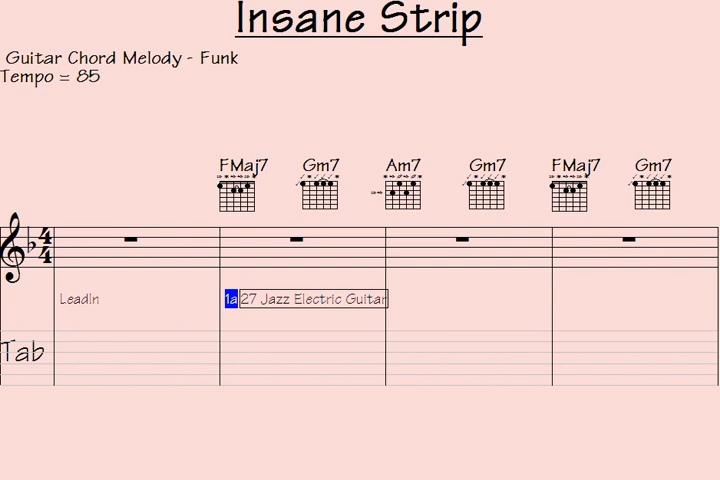 Insane Strip
Guitar Chord Melody - Funk
Tempo = 85
FMaj7 Gm7 Am7 Gm7 FMaj7 Gm7
4
4
LeadIn 1a 27 Jazz Electric Guitar
Tab